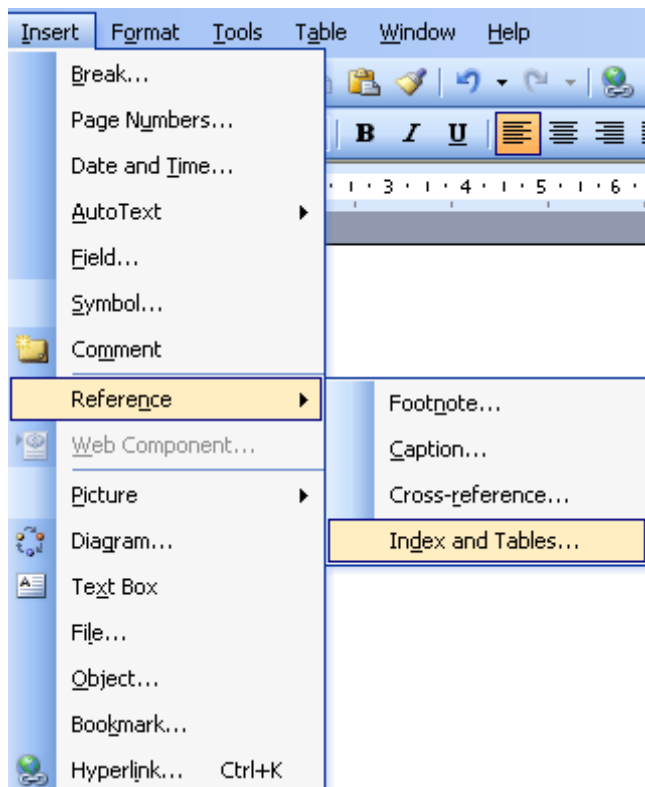 Insert Format Tools Table Window Help
Break...
Page Numbers...
B I U
Date and Time...
3 4 5 6
AutoText
Field...
Symbol...
Comment
Reference
Footnote...
Web Component...
Caption...
Picture
Cross-reference...
Diagram...
Index and Tables...
Text Box
File...
Object...
Bookmark...
Hyperlink... Ctrl+K